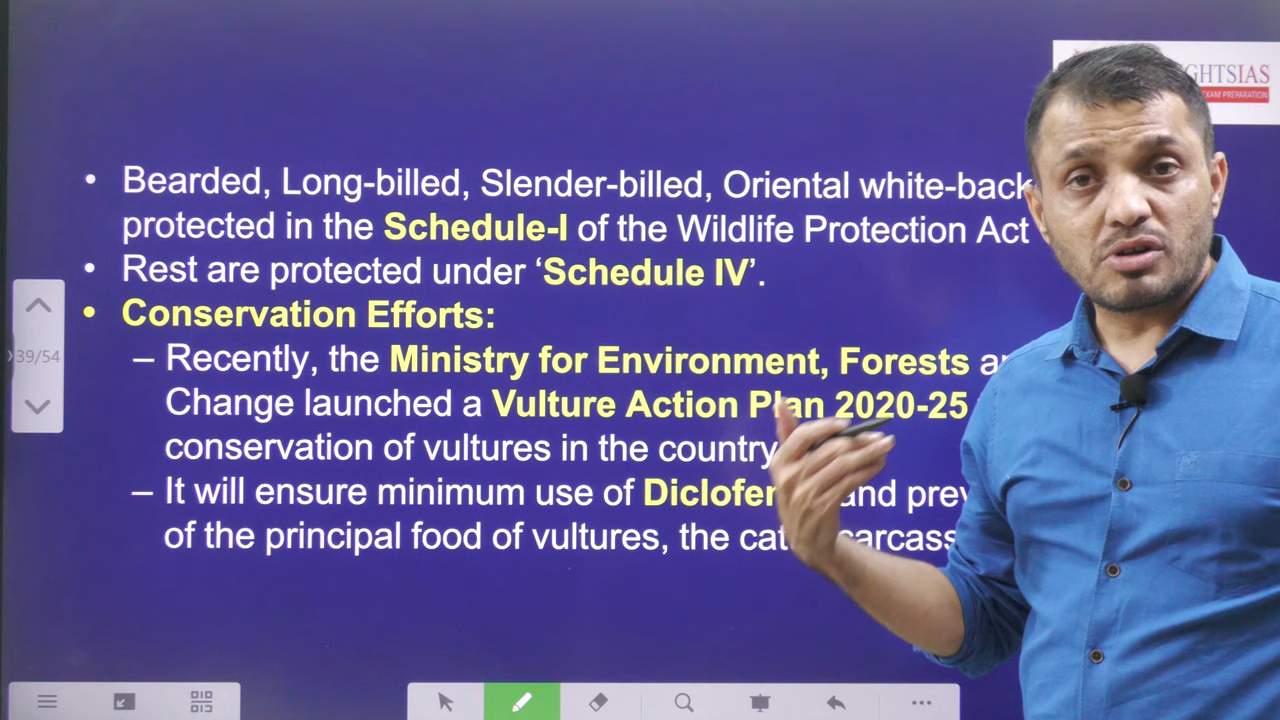 GHTSIAS
EXAM PREPARATION
• Bearded, Long-billed, Slender-billed, Oriental white-back
protected in the Schedule-I of the Wildlife Protection Act
• Rest are protected under ‘Schedule IV’.
• Conservation Efforts:
– Recently, the Ministry for Environment, Forests
Change launched a Vulture Action Plan 2020-25
conservation of vultures in the country
– It will ensure minimum use of Diclofen and prev
of the principal food of vultures, the cat carcass
39/54